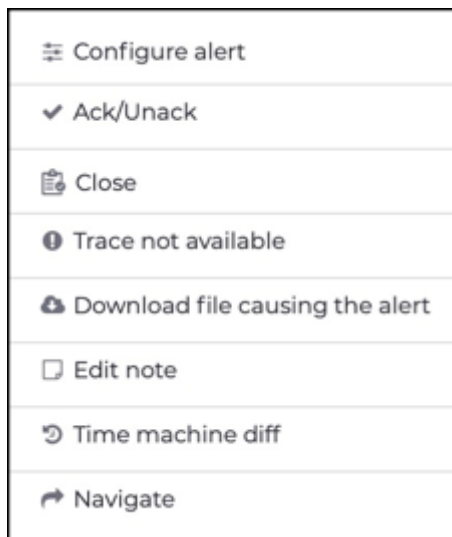 Configure alert
Ack/Unack
Close
Trace not available
Download file causing the alert
Edit note
Time machine diff
Navigate